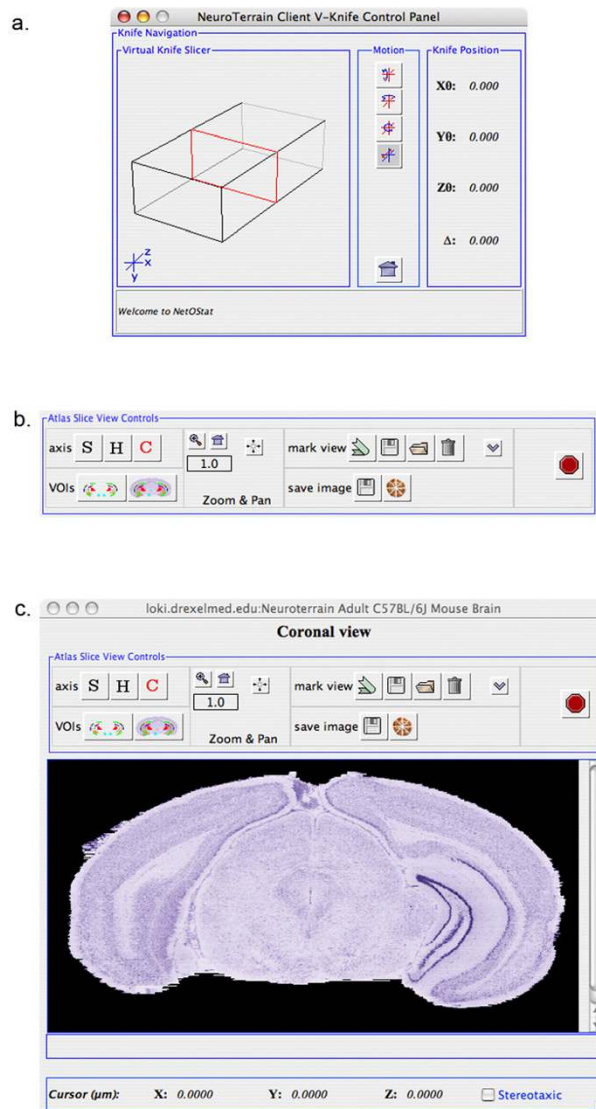 a.
NeuroTerrain Client V-Knife Control Panel
Knife Navigation
Virtual Knife Slicer
Motion
Knife Position
Xθ: 0.000
Yθ: 0.000
Zθ: 0.000
Δ: 0.000
z
x
y
Welcome to NetOStat
b.
Atlas Slice View Controls
axis S H C
1.0
mark view
VOIs
Zoom & Pan
save image
c.
loki.drexelmed.edu:Neuroterrain Adult C57BL/6J Mouse Brain
Coronal view
Atlas Slice View Controls
axis S H C
1.0
mark view
VOIs
Zoom & Pan
save image
Cursor (µm): X: 0.0000 Y: 0.0000 Z: 0.0000 Stereotaxic